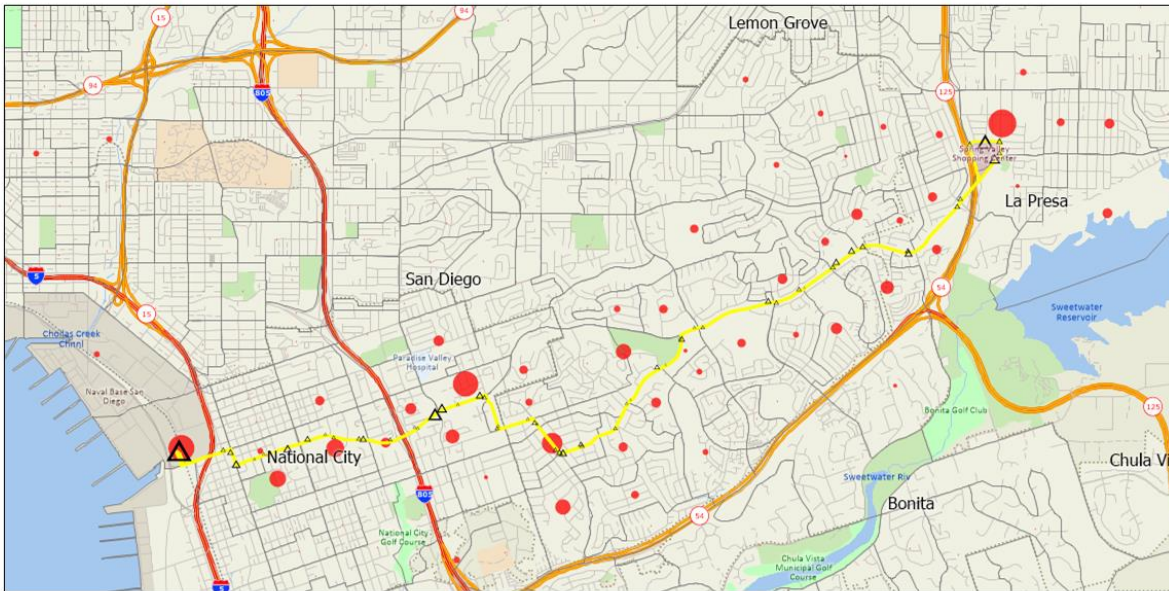 Lemon Grove
15
94
94
805
125
Spring Valley
Shopping Center
La Presa
San Diego
5
54
Sweetwater
Reservoir
15
Chollas Creek
Chnnl
Paradise Valley
Hospital
Naval Base San
Diego
Bonita Golf Club
125
National City
Chula Vi
Sweetwater Riv
805
Bonita
54
National City
Golf Course
Chula Vista
Municipal Golf
Course
5